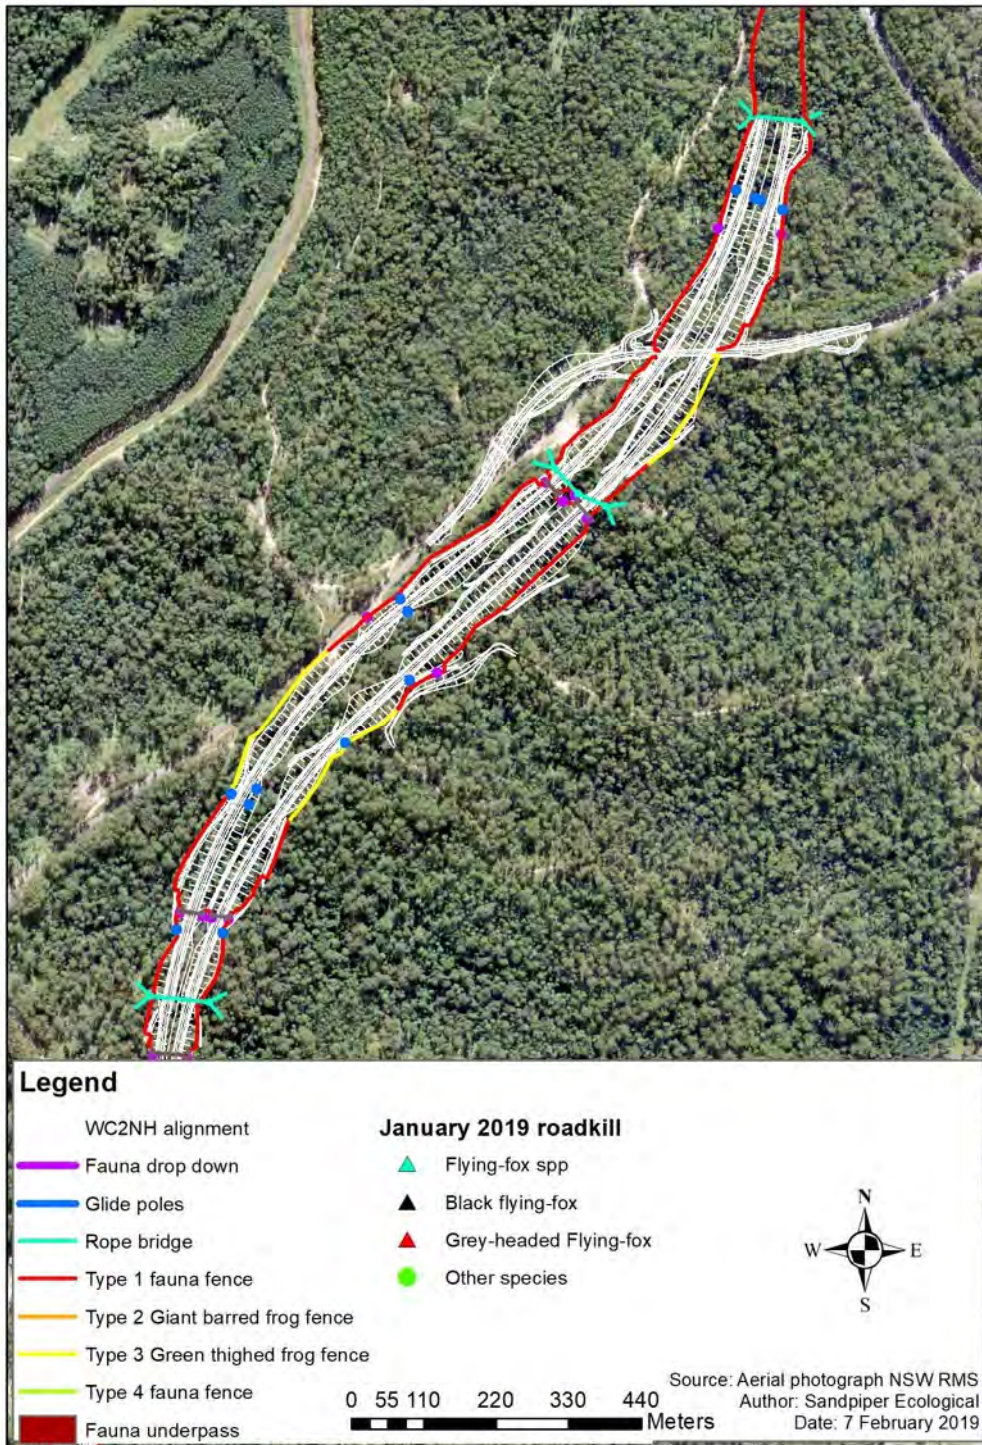 Legend
WC2NH alignment
Fauna drop down
Glide poles
Rope bridge
Type 1 fauna fence
Type 2 Giant barred frog fence
Type 3 Green thighed frog fence
Type 4 fauna fence
Fauna underpass
January 2019 roadkill
Flying-fox spp
Black flying-fox
Grey-headed Flying-fox
Other species
N
W E
S
0 55 110 220 330 440
Meters
Source: Aerial photograph NSW RMS
Author: Sandpiper Ecological
Date: 7 February 2019